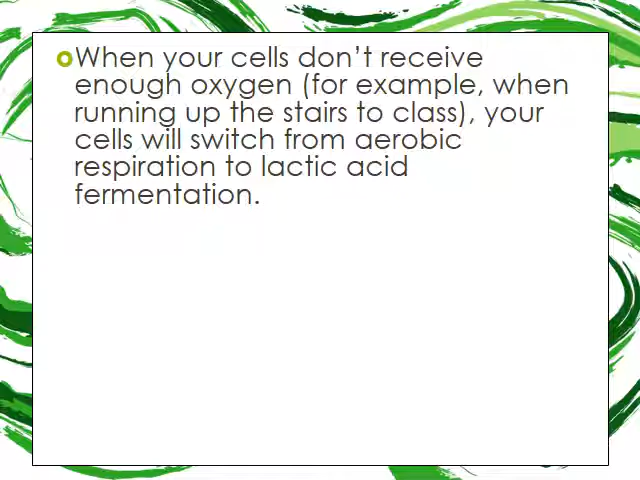 When your cells don’t receive
enough oxygen (for example, when
running up the stairs to class), your
cells will switch from aerobic
respiration to lactic acid
fermentation.